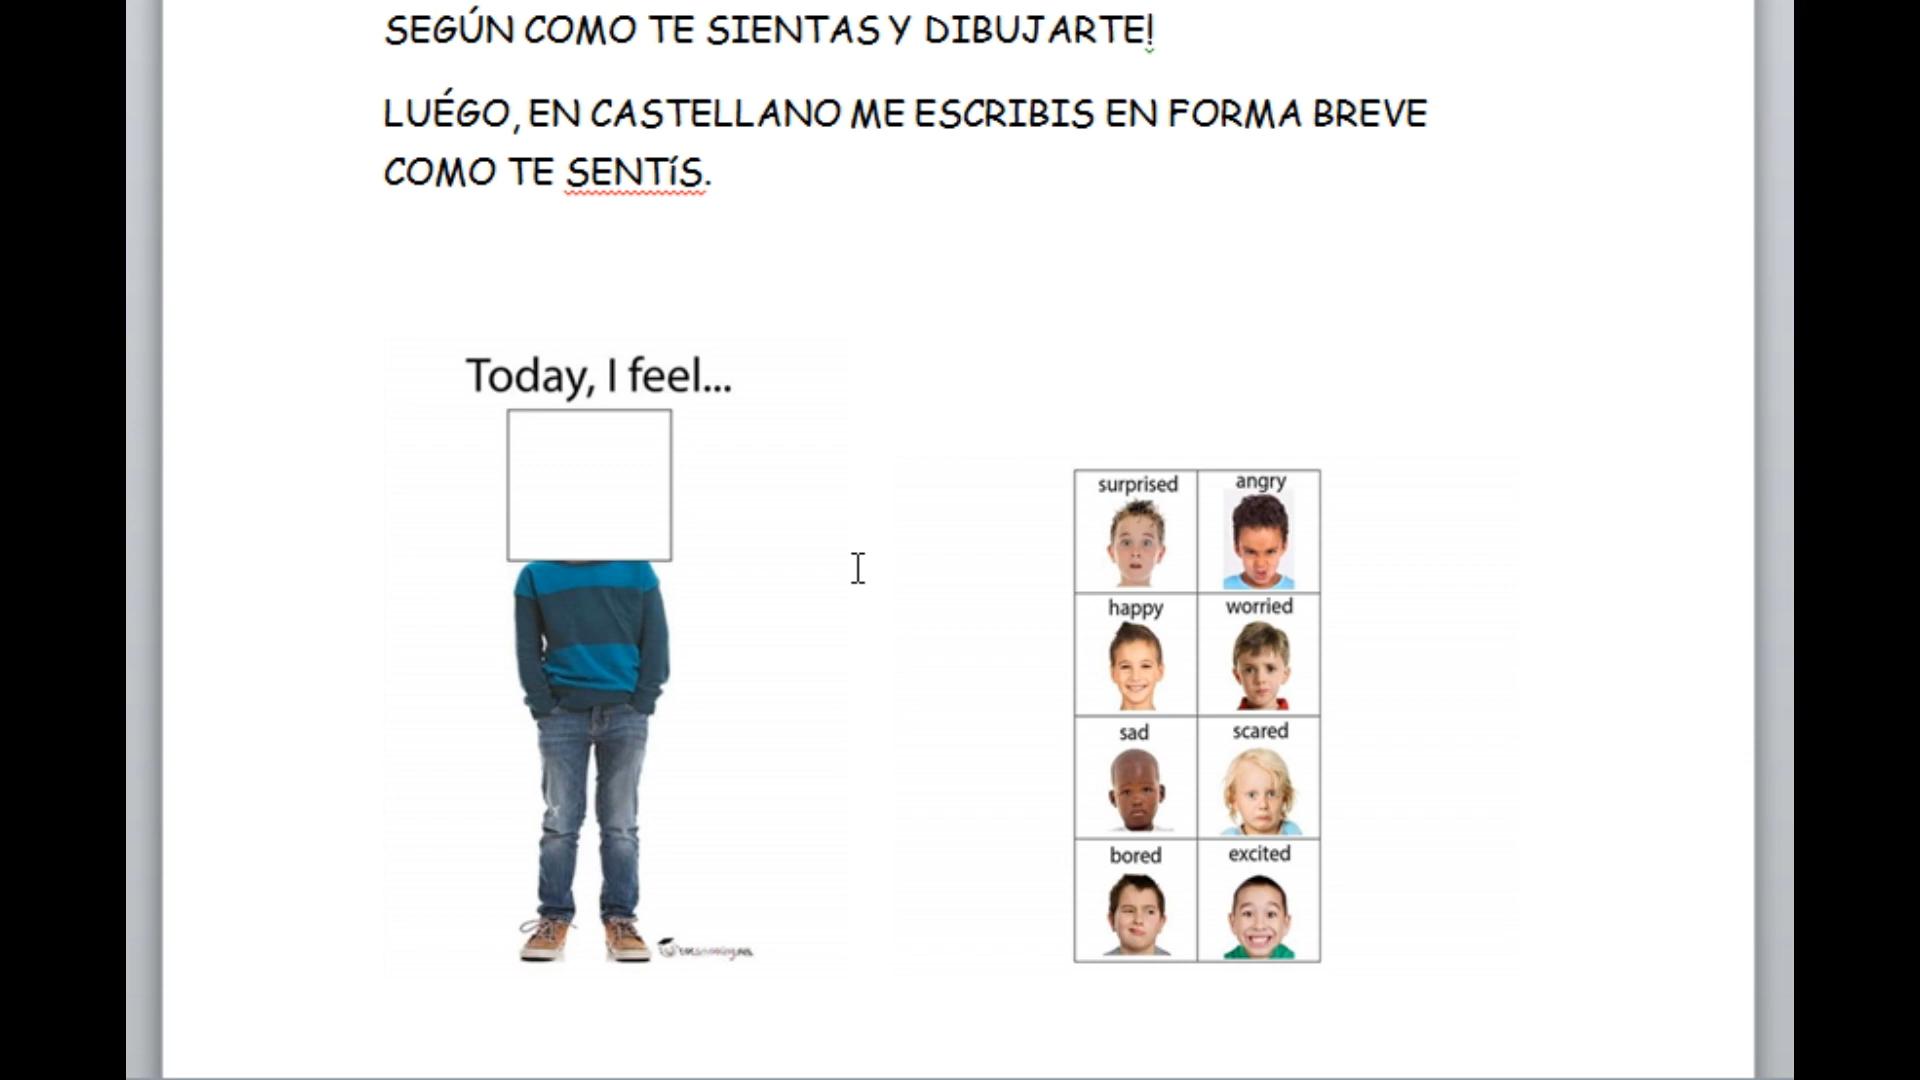 SEGÚN COMO TE SIENTAS Y DIBUJARTE!
LUÉGO, EN CASTELLANO ME ESCRIBIS EN FORMA BREVE
COMO TE SENTíS.
Today, I feel...
surprised angry
happy worried
sad scared
bored excited